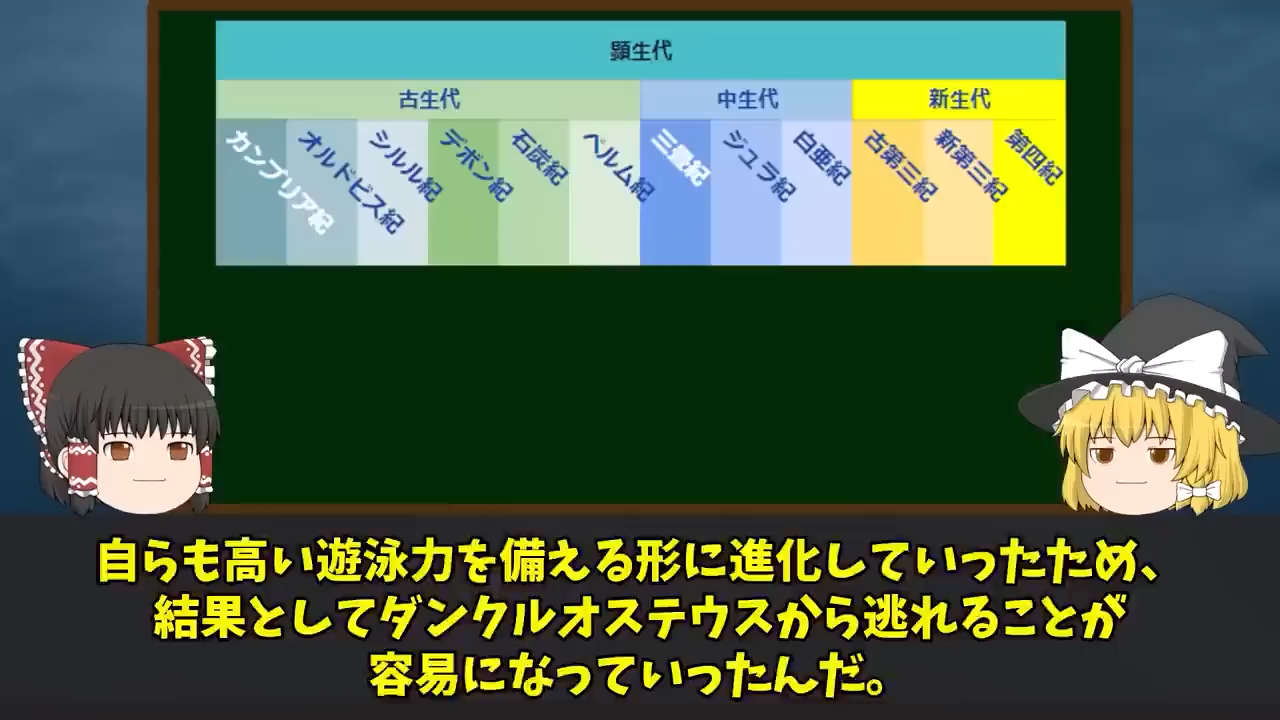 顕生代
古生代
中生代
新生代
カンブリア紀
オルドビス紀
シルル紀
デボン紀
石炭紀
ペルム紀
三畳紀
ジュラ紀
白亜紀
古第三紀
新第三紀
第四紀
自らも高い遊泳力を備える形に進化していったため、
結果としてダンクルオステウスから逃れることが
容易になっていったんだ。